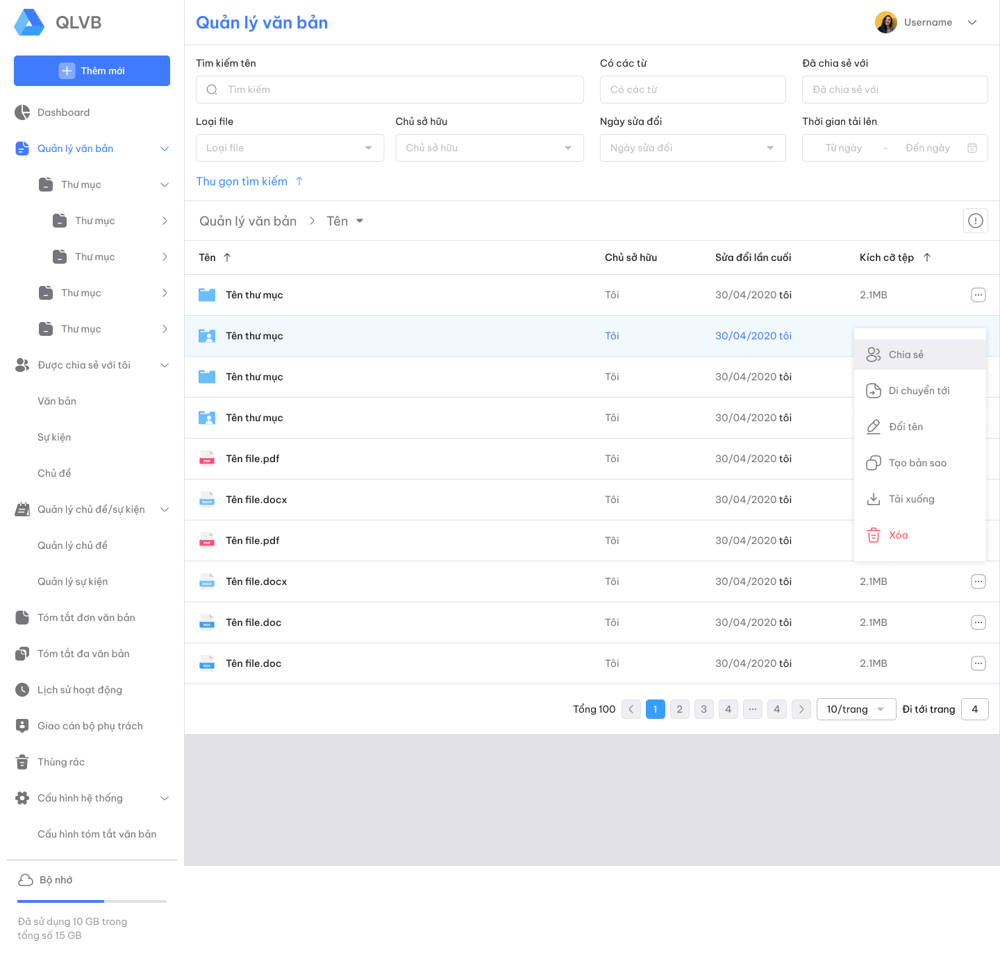 QLVB
Thêm mới
Dashboard
Quản lý văn bản
Thư mục
Thư mục
Thư mục
Thư mục
Thư mục
Được chia sẻ với tôi
Văn bản
Sự kiện
Chủ đề
Quản lý chủ đề/sự kiện
Quản lý chủ đề
Quản lý sự kiện
Tóm tắt đơn văn bản
Tóm tắt đa văn bản
Lịch sử hoạt động
Giao cán bộ phụ trách
Thùng rác
Cấu hình hệ thống
Cấu hình tóm tắt văn bản
Bộ nhớ
Đã sử dụng 10 GB trong
tổng số 15 GB
Quản lý văn bản
Username
Tìm kiếm tên
Có các từ
Đã chia sẻ với
Tìm kiếm
Có các từ
Đã chia sẻ với
Loại file
Chủ sở hữu
Ngày sửa đổi
Thời gian tải lên
Loại file
Chủ sở hữu
Ngày sửa đổi
Từ ngày - Đến ngày
Thu gọn tìm kiếm
Quản lý văn bản > Tên
Tên Chủ sở hữu Sửa đổi lần cuối Kích cỡ tệp
Tên thư mục Tôi 30/04/2020 tôi 2.1MB
Tên thư mục Tôi 30/04/2020 tôi
Tên thư mục Tôi 30/04/2020 tôi
Tên thư mục Tôi 30/04/2020 tôi
PDF Tên file.pdf Tôi 30/04/2020 tôi
DOCX Tên file.docx Tôi 30/04/2020 tôi
PDF Tên file.pdf Tôi 30/04/2020 tôi
DOCX Tên file.docx Tôi 30/04/2020 tôi 2.1MB
DOC Tên file.doc Tôi 30/04/2020 tôi 2.1MB
DOC Tên file.doc Tôi 30/04/2020 tôi 2.1MB
Chia sẻ
Di chuyển tới
Đổi tên
Tạo bản sao
Tải xuống
Xóa
Tổng 100 < 1 2 3 4 ··· 4 > 10/trang Đi tới trang 4